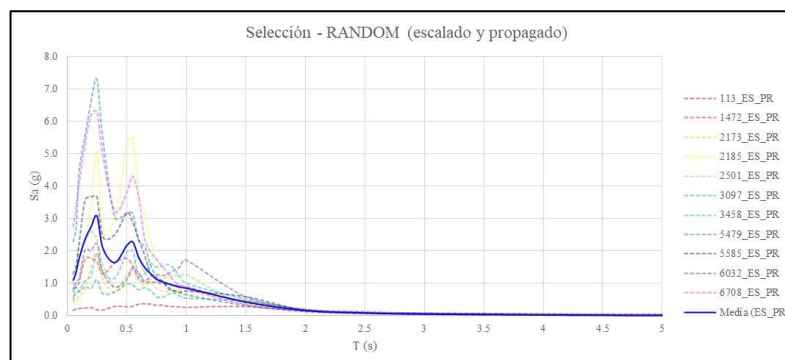 Selección - RANDOM (escalado y propagado)
8.0
7.0
6.0
5.0
4.0
3.0
2.0
1.0
0.0
Sa (g)
0
0.5
1
1.5
2
2.5
3
3.5
4
4.5
5
T (s)
113_ES_PR
1472_ES_PR
2173_ES_PR
2185_ES_PR
2501_ES_PR
3097_ES_PR
3458_ES_PR
5479_ES_PR
5585_ES_PR
6032_ES_PR
6708_ES_PR
Media (ES_PR